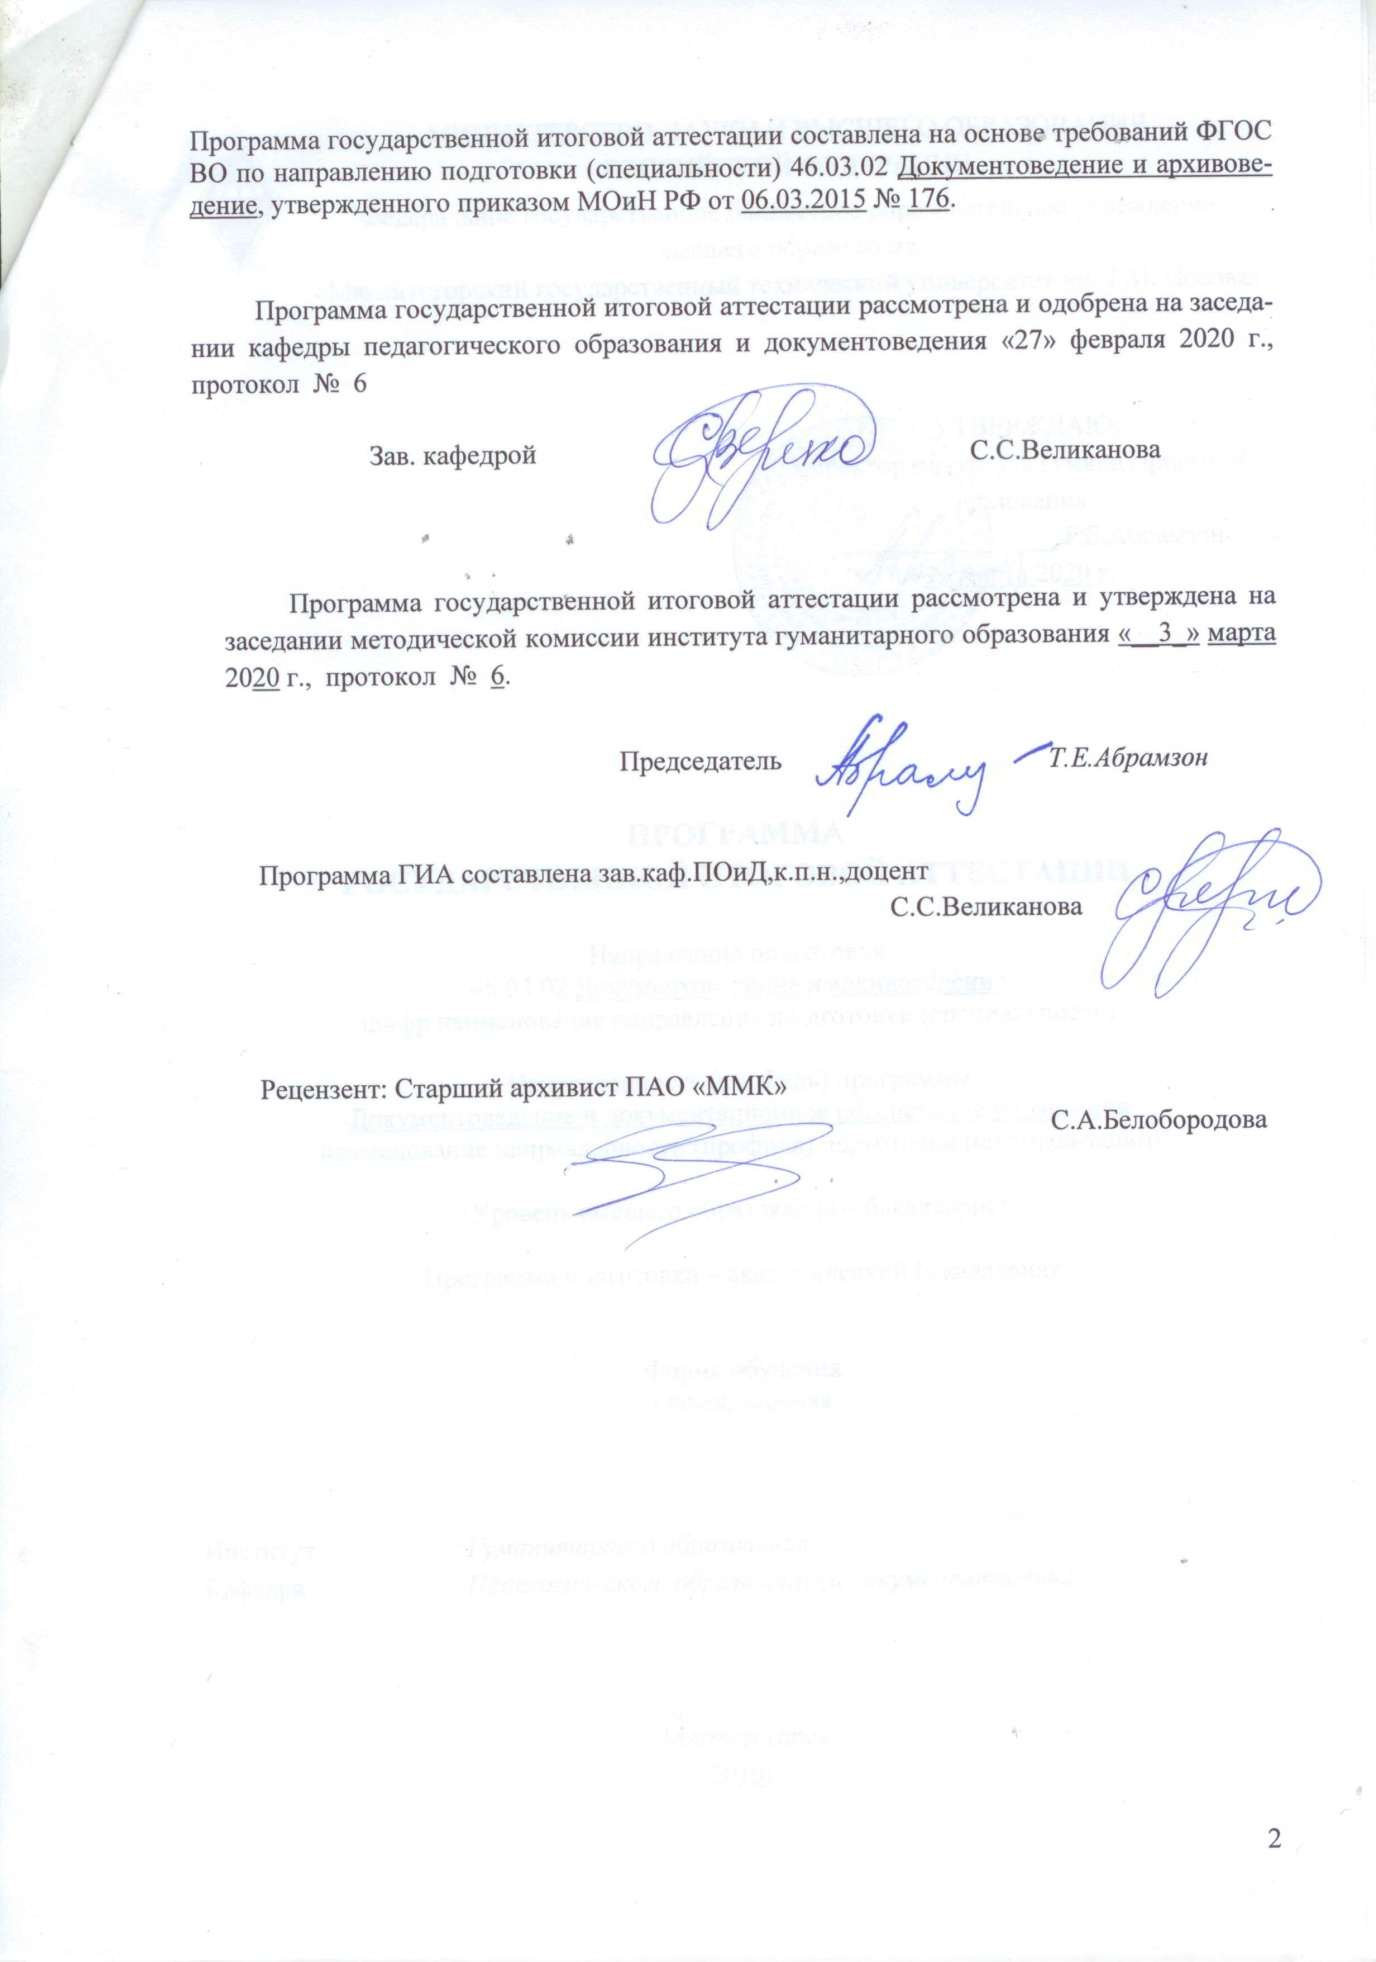 Программа государственной итоговой аттестации составлена на основе требований ФГОС
ВО по направлению подготовки (специальности) 46.03.02 Документоведение и архивове-
дение, утвержденного приказом МОиН РФ от 06.03.2015 № 176.
Программа государственной итоговой аттестации рассмотрена и одобрена на заседа-
нии кафедры педагогического образования и документоведения «27» февраля 2020 г.,
протокол № 6
Зав. кафедрой С.С.Великанова
Программа государственной итоговой аттестации рассмотрена и утверждена на
заседании методической комиссии института гуманитарного образования «__3_» марта
2020 г., протокол № 6.
Председатель Т.Е.Абрамзон
Программа ГИА составлена зав.каф.ПОиД,к.п.н.,доцент
С.С.Великанова
Рецензент: Старший архивист ПАО «ММК»
С.А.Белобородова
2